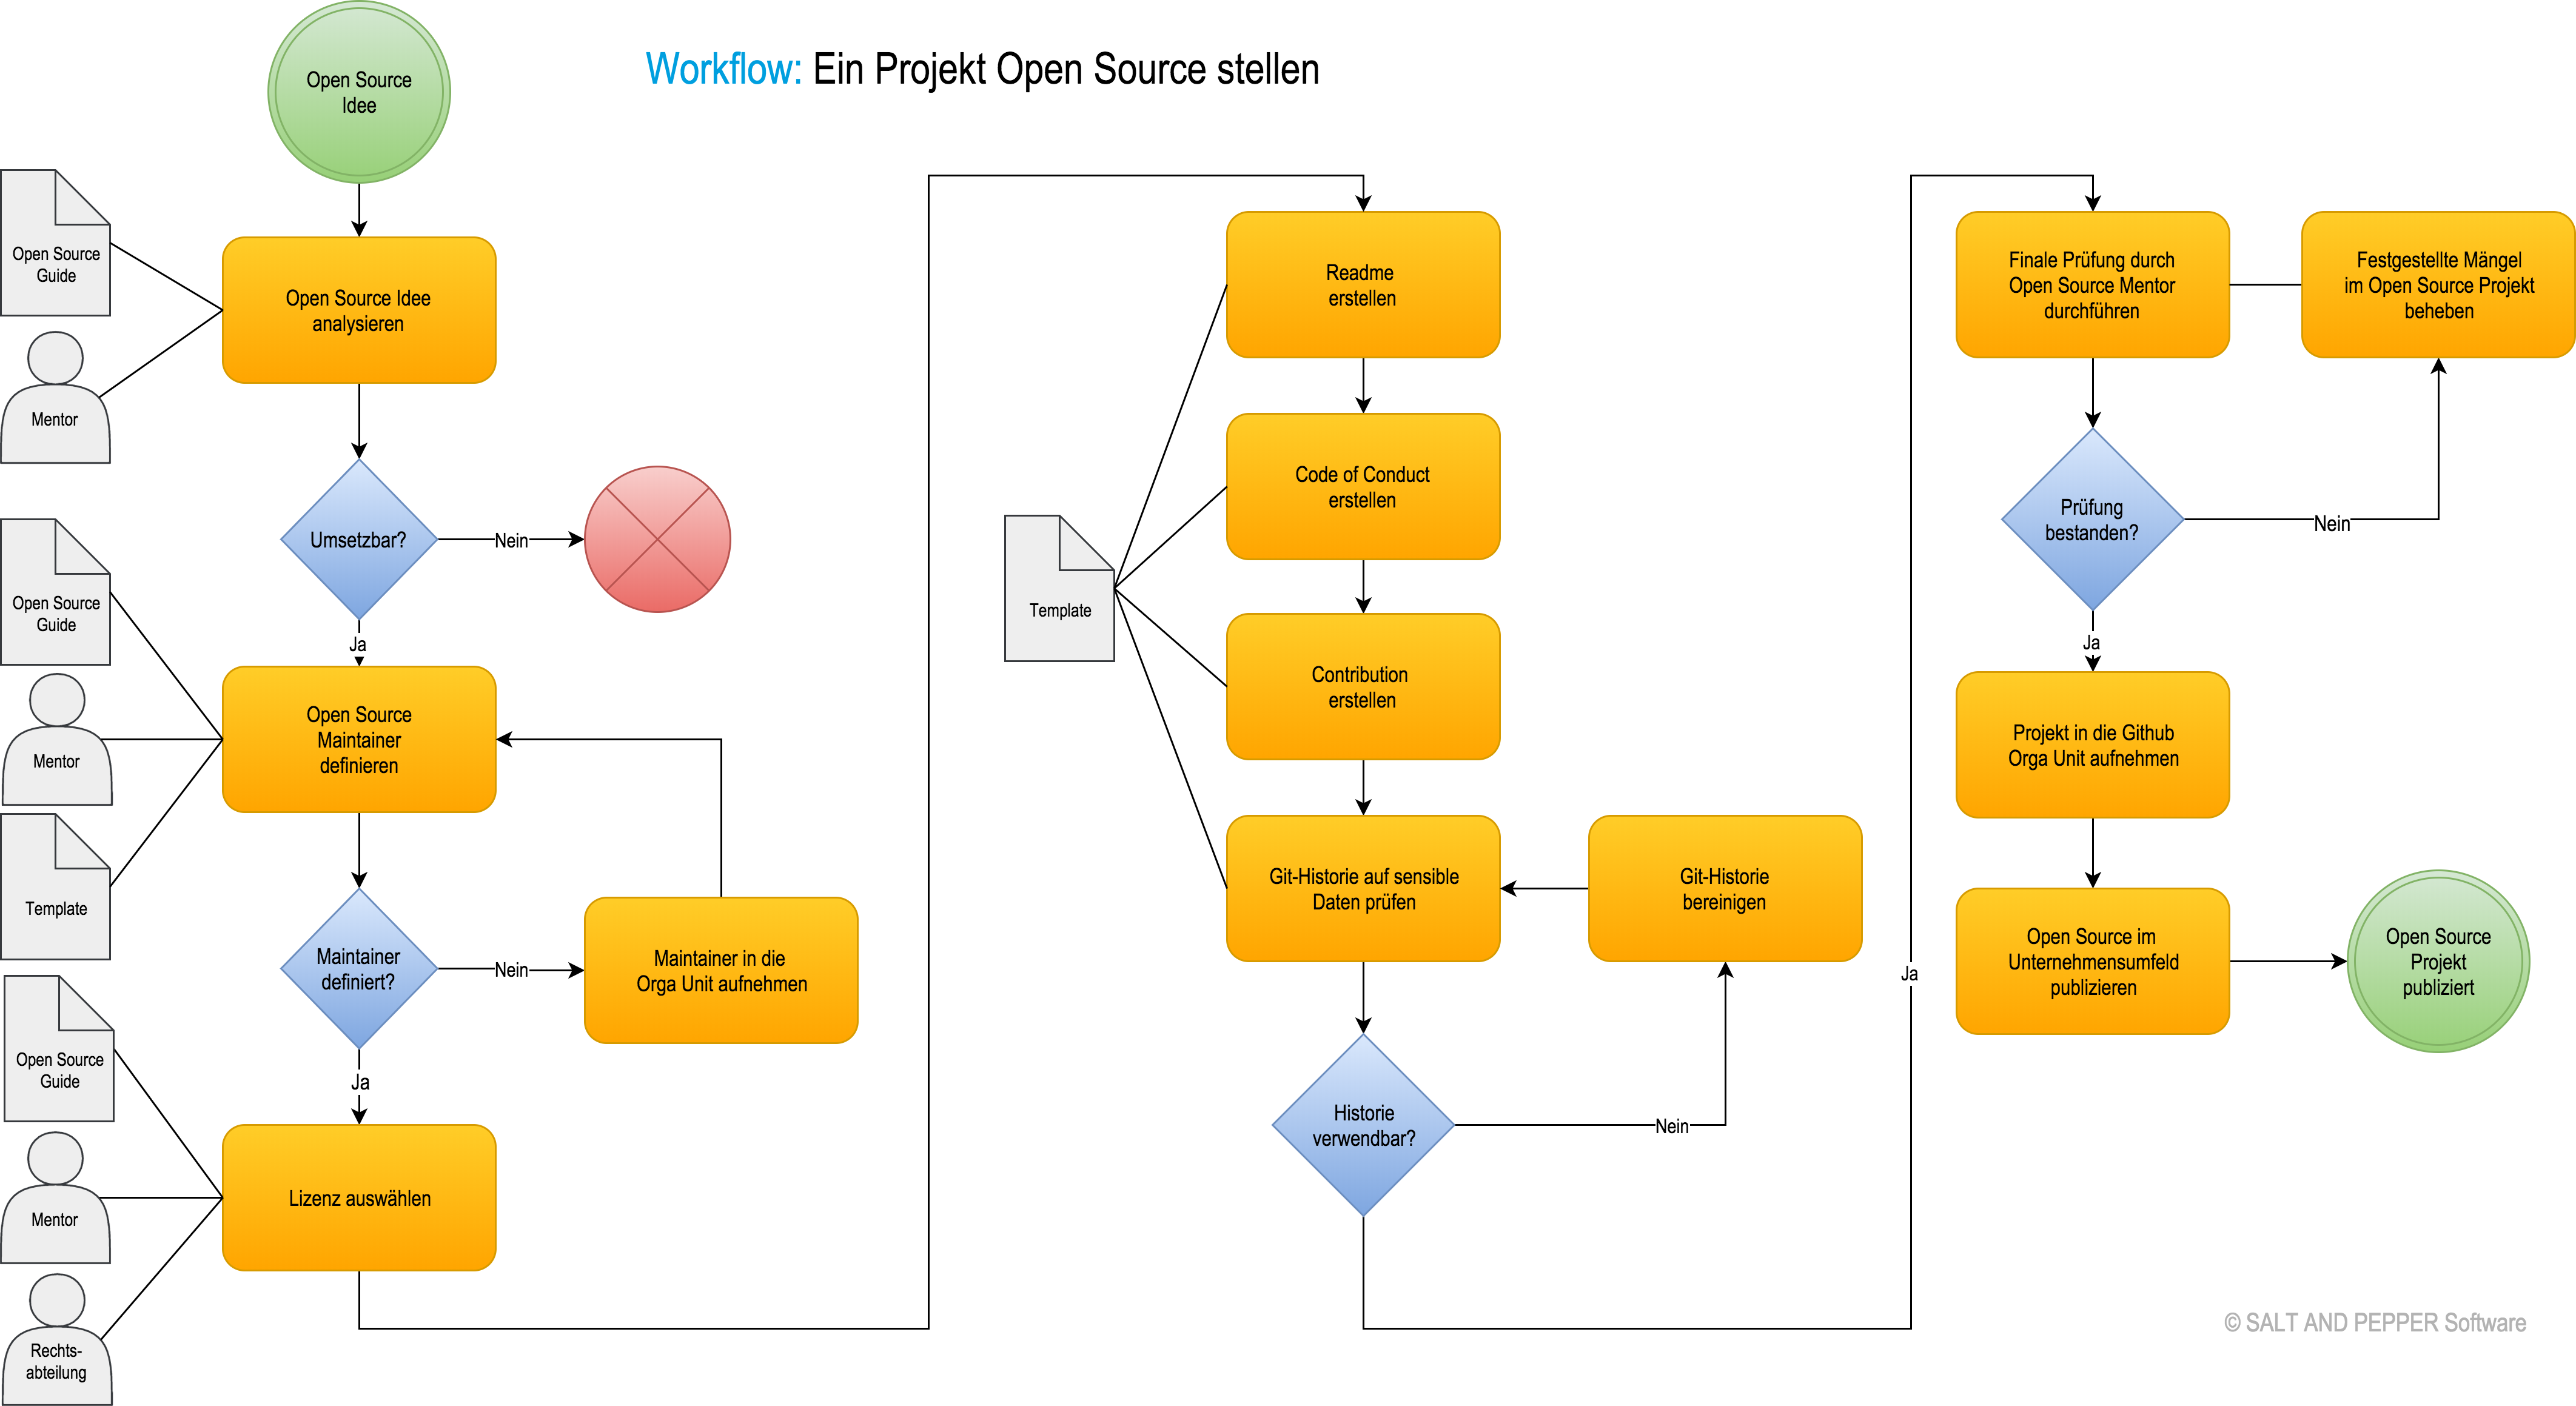 Workflow: Ein Projekt Open Source stellen
Open Source
Idee
Open Source
Guide
Mentor
Open Source Idee
analysieren
Umsetzbar?
Nein
Ja
Open Source
Guide
Mentor
Template
Open Source
Maintainer
definieren
Maintainer
definiert?
Nein
Maintainer in die
Orga Unit aufnehmen
Ja
Open Source
Guide
Mentor
Rechts-
abteilung
Lizenz auswählen
Readme
erstellen
Code of Conduct
erstellen
Template
Contribution
erstellen
Git-Historie auf sensible
Daten prüfen
Git-Historie
bereinigen
Historie
verwendbar?
Nein
Ja
Finale Prüfung durch
Open Source Mentor
durchführen
Festgestellte Mängel
im Open Source Projekt
beheben
Prüfung
bestanden?
Nein
Ja
Projekt in die Github
Orga Unit aufnehmen
Open Source im
Unternehmensumfeld
publizieren
Open Source
Projekt
publiziert
© SALT AND PEPPER Software